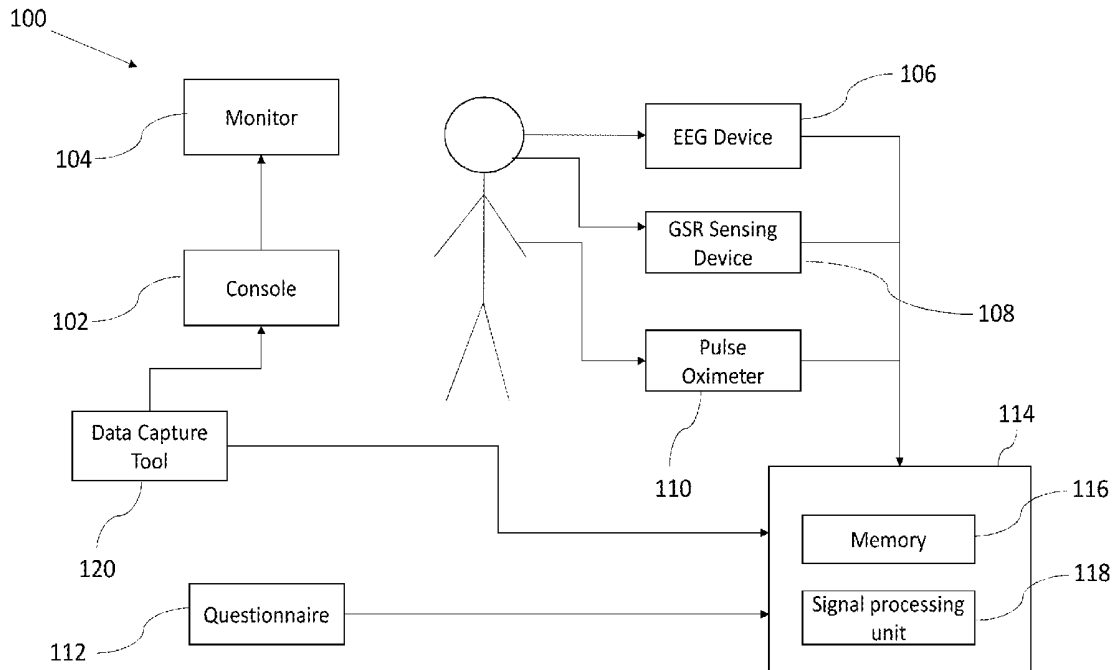 100
Monitor
104
Console
102
Data Capture
Tool
120
Questionnaire
112
EEG Device
106
GSR Sensing
Device
108
Pulse
Oximeter
110
114
Memory
116
Signal processing
unit
118